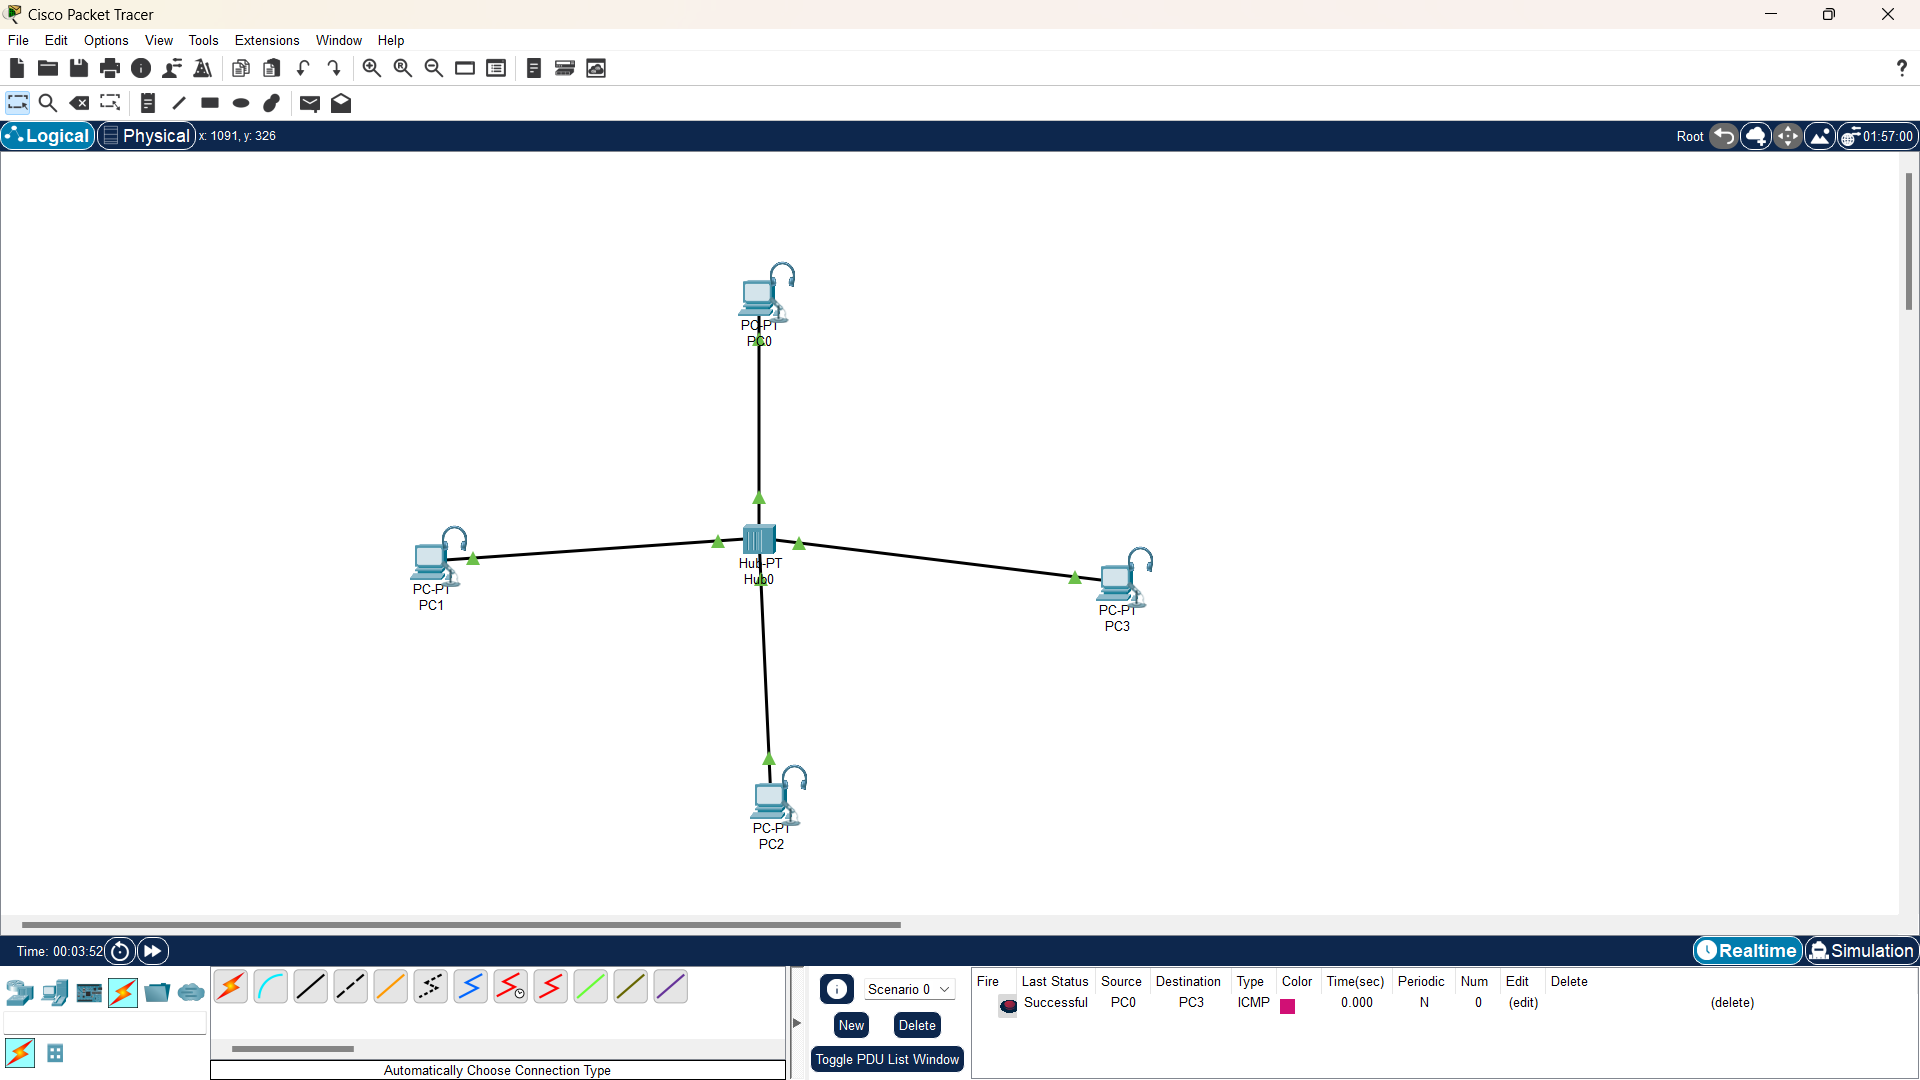 Cisco Packet Tracer
File Edit Options View Tools Extensions Window Help
?
Logical Physical x: 1091, y: 326 Root 01:57:00
PC-PT
PC0
Hub-PT
Hub0
PC-PT
PC1
PC-PT
PC3
PC-PT
PC2
Time: 00:03:52 Realtime Simulation
Fire Last Status Source Destination Type Color Time(sec) Periodic Num Edit Delete
Scenario 0
Successful PC0 PC3 ICMP 0.000 N 0 (edit) (delete)
New Delete
Toggle PDU List Window
Automatically Choose Connection Type